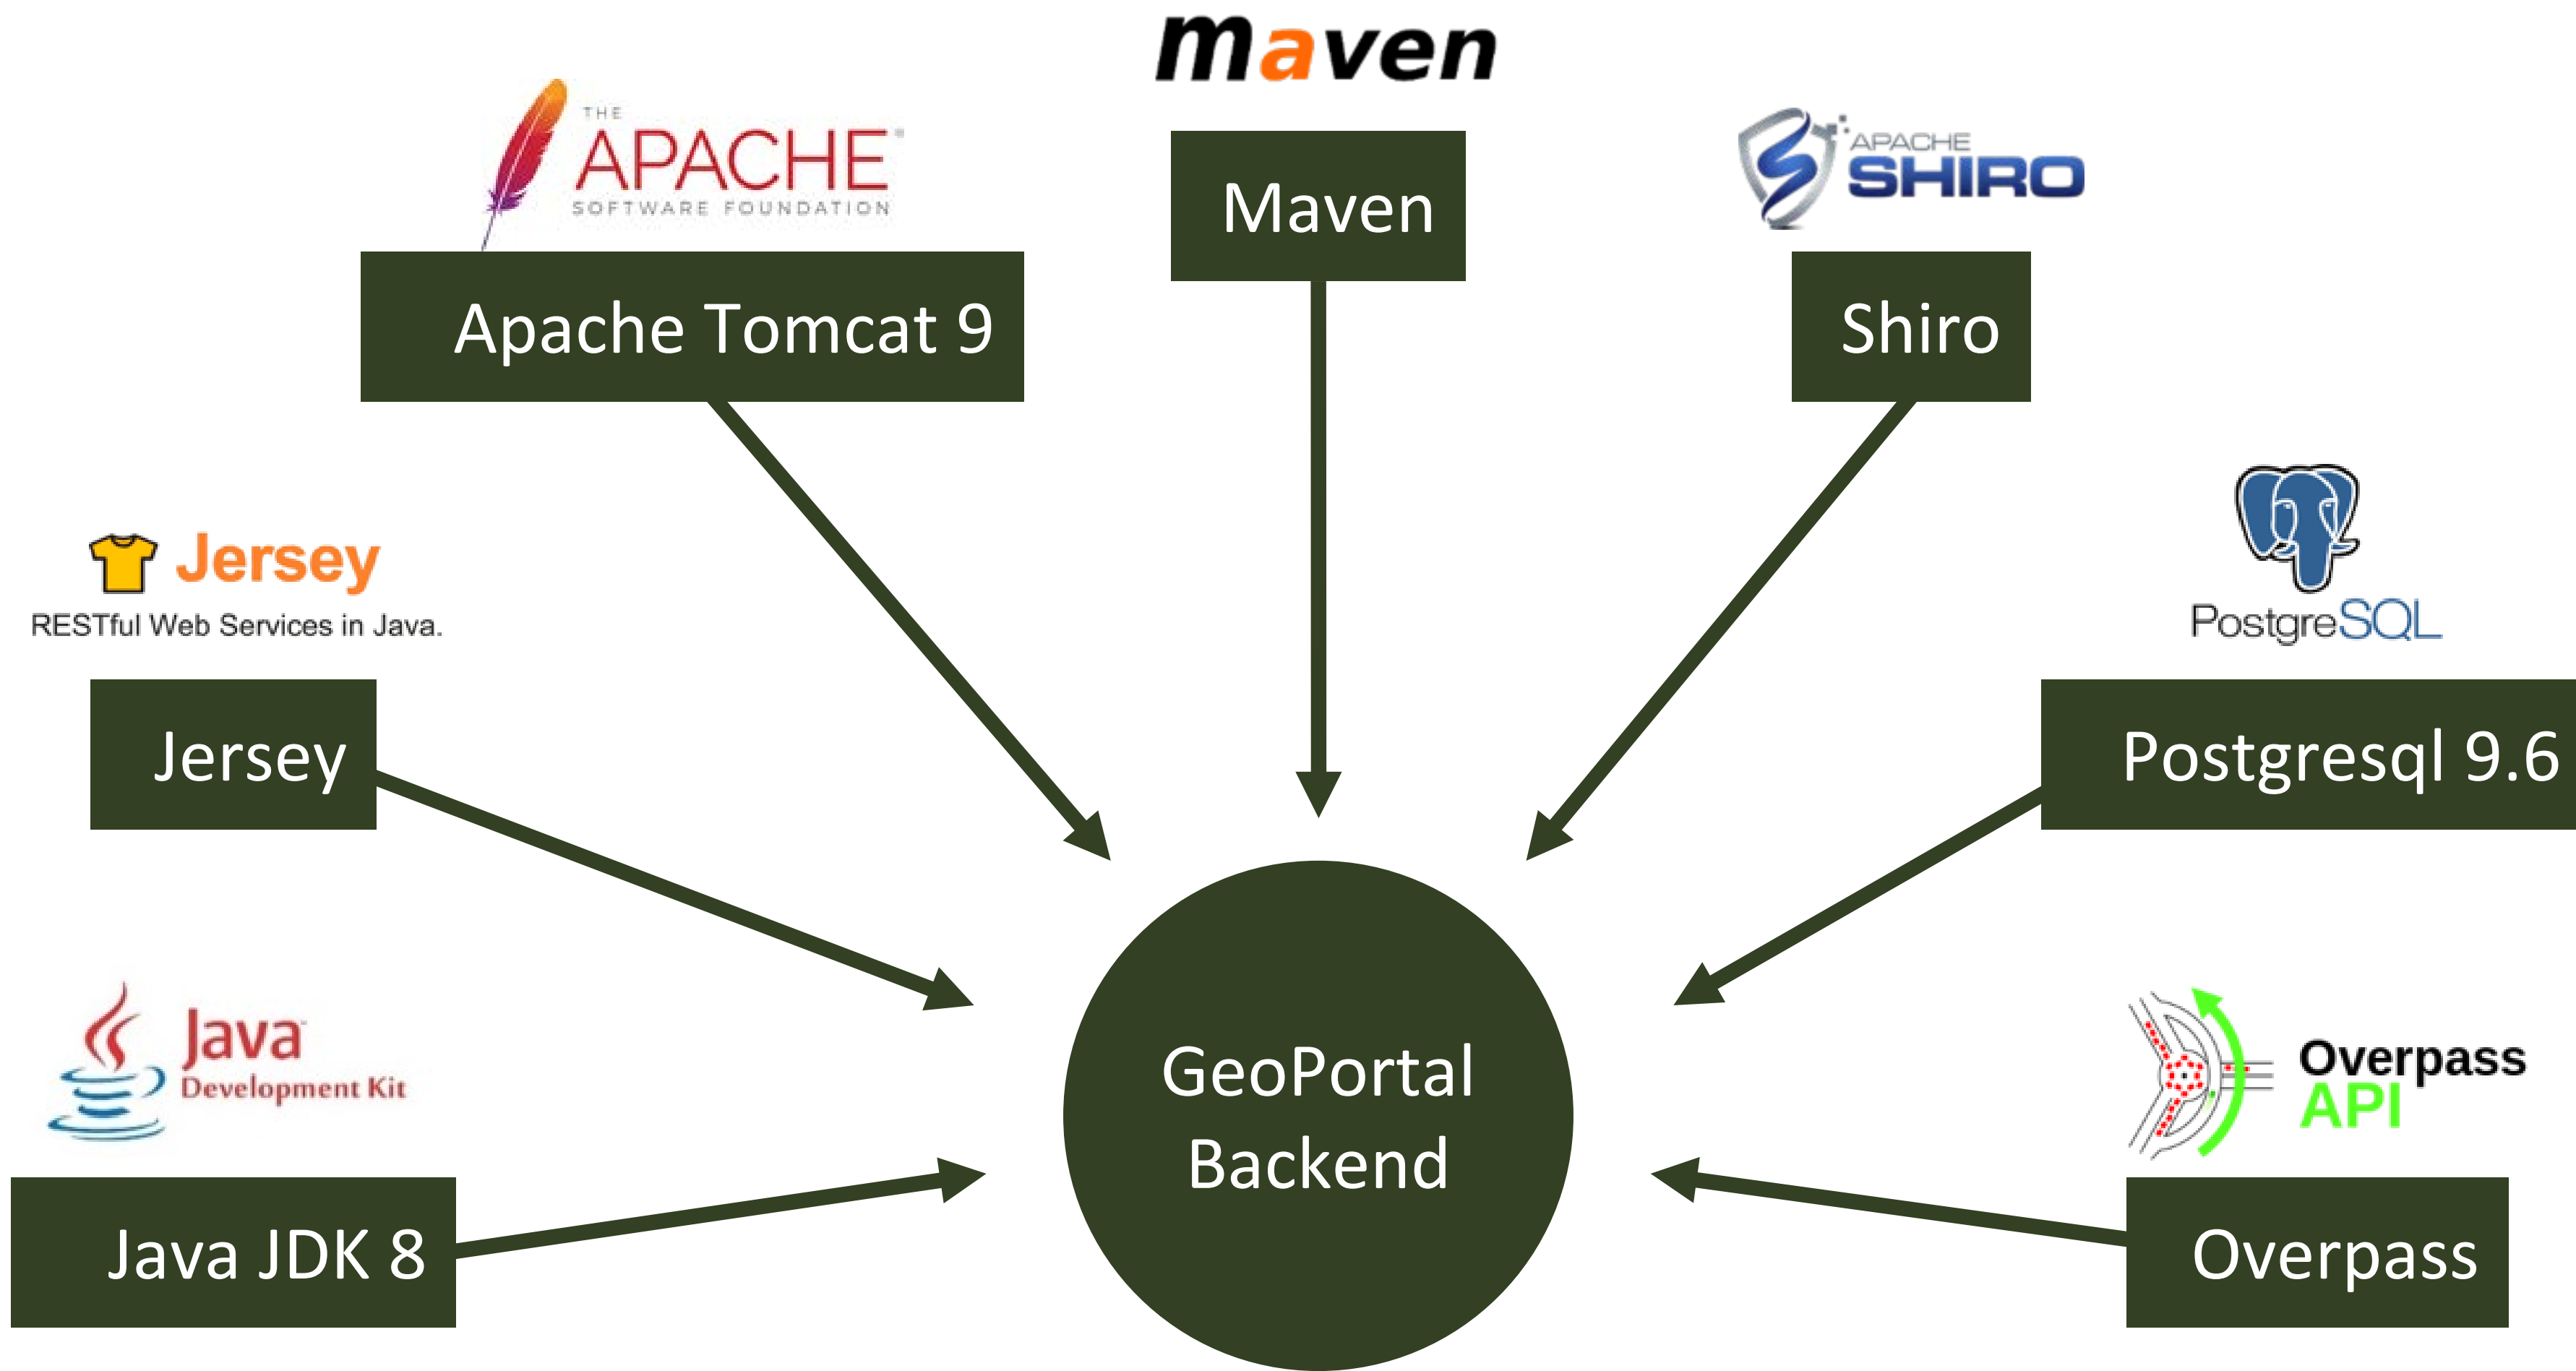 maven
THE
APACHE®
SOFTWARE FOUNDATION
APACHE
SHIRO
Maven
Apache Tomcat 9
Shiro
Jersey
RESTful Web Services in Java.
PostgreSQL
Jersey
Postgresql 9.6
Java
Development Kit
Overpass
API
GeoPortal
Backend
Java JDK 8
Overpass